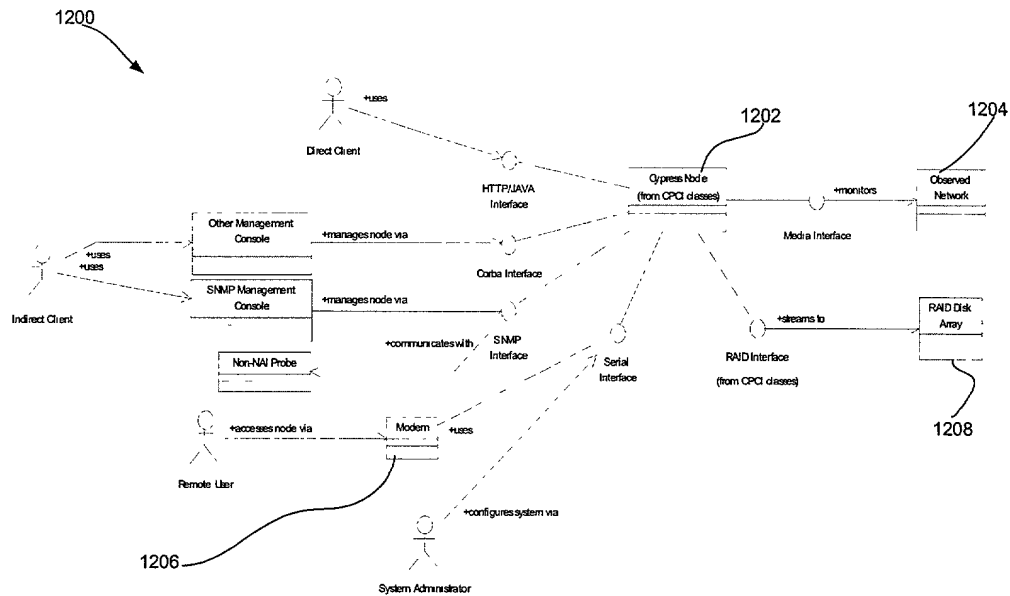 1200
+uses
Direct Client
HTTP/JAVA
Interface
1202
Cypress Node
(from CPCI classes)
1204
+monitors
Observed
Network
Media Interface
Other Management
Console
+manages node via
Corba Interface
+uses
+uses
Indirect Client
SNMP Management
Console
+manages node via
SNMP
Interface
+communicates with
Non-NAI Probe
Serial
Interface
+streams to
RAID Interface
(from CPCI classes)
RAID Disk
Array
1208
+accesses node via
Remote User
Modem
+uses
1206
+configures system via
System Administrator